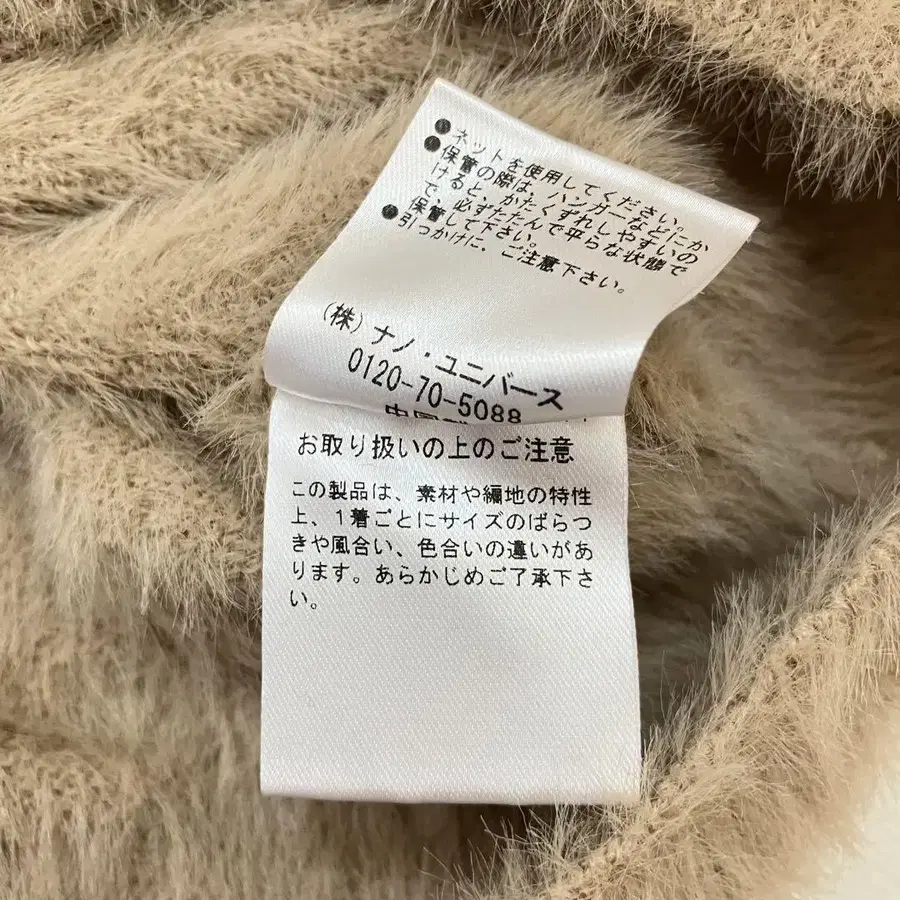 ●ネットを使用してください。
●保管の際は、ハンガーなどにか
けると、かたくずれしやすいの
で、必ずたたんで平らな状態で
保管して下さい。
●引つかけに、ご注意下さい。
(株)ナノ・ユニバース
0120-70-5088
お取り扱いの上のご注意
この製品は、素材や編地の特性
上、1着ごとにサイズのばらつ
きや風合い、色合いの違いがあ
ります。あらかじめご了承下さ
い。